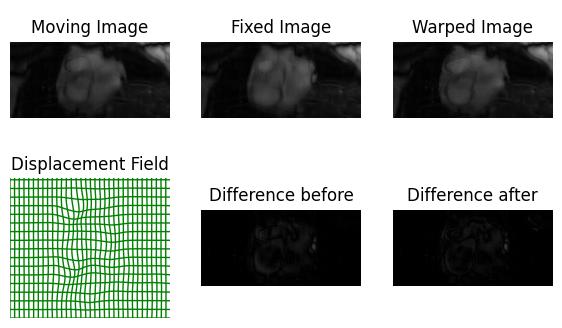 Moving Image
Fixed Image
Warped Image
Displacement Field
Difference before
Difference after